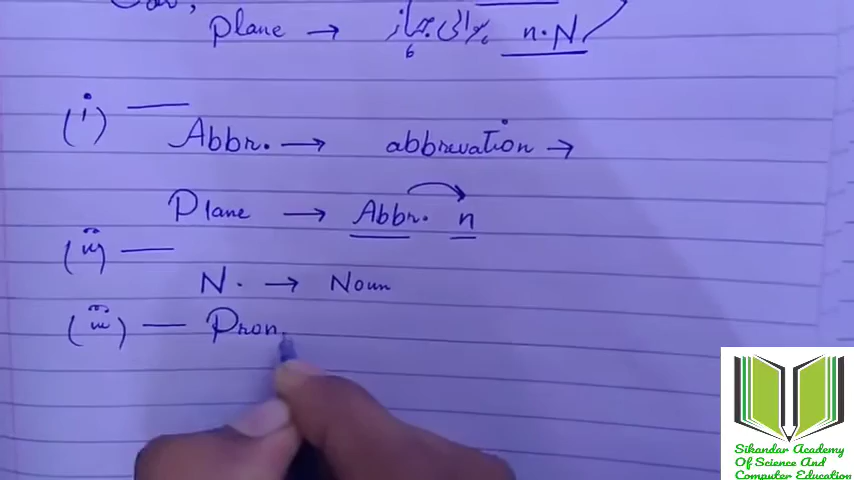 Plane → ہوائی جہاز n. N
(i) — Abbr. → abbrevation →
Plane → Abbr. n
(ii) —
N. → Noun
(iii) — Pron.
Sikandar Academy
Of Science And
Computer Education